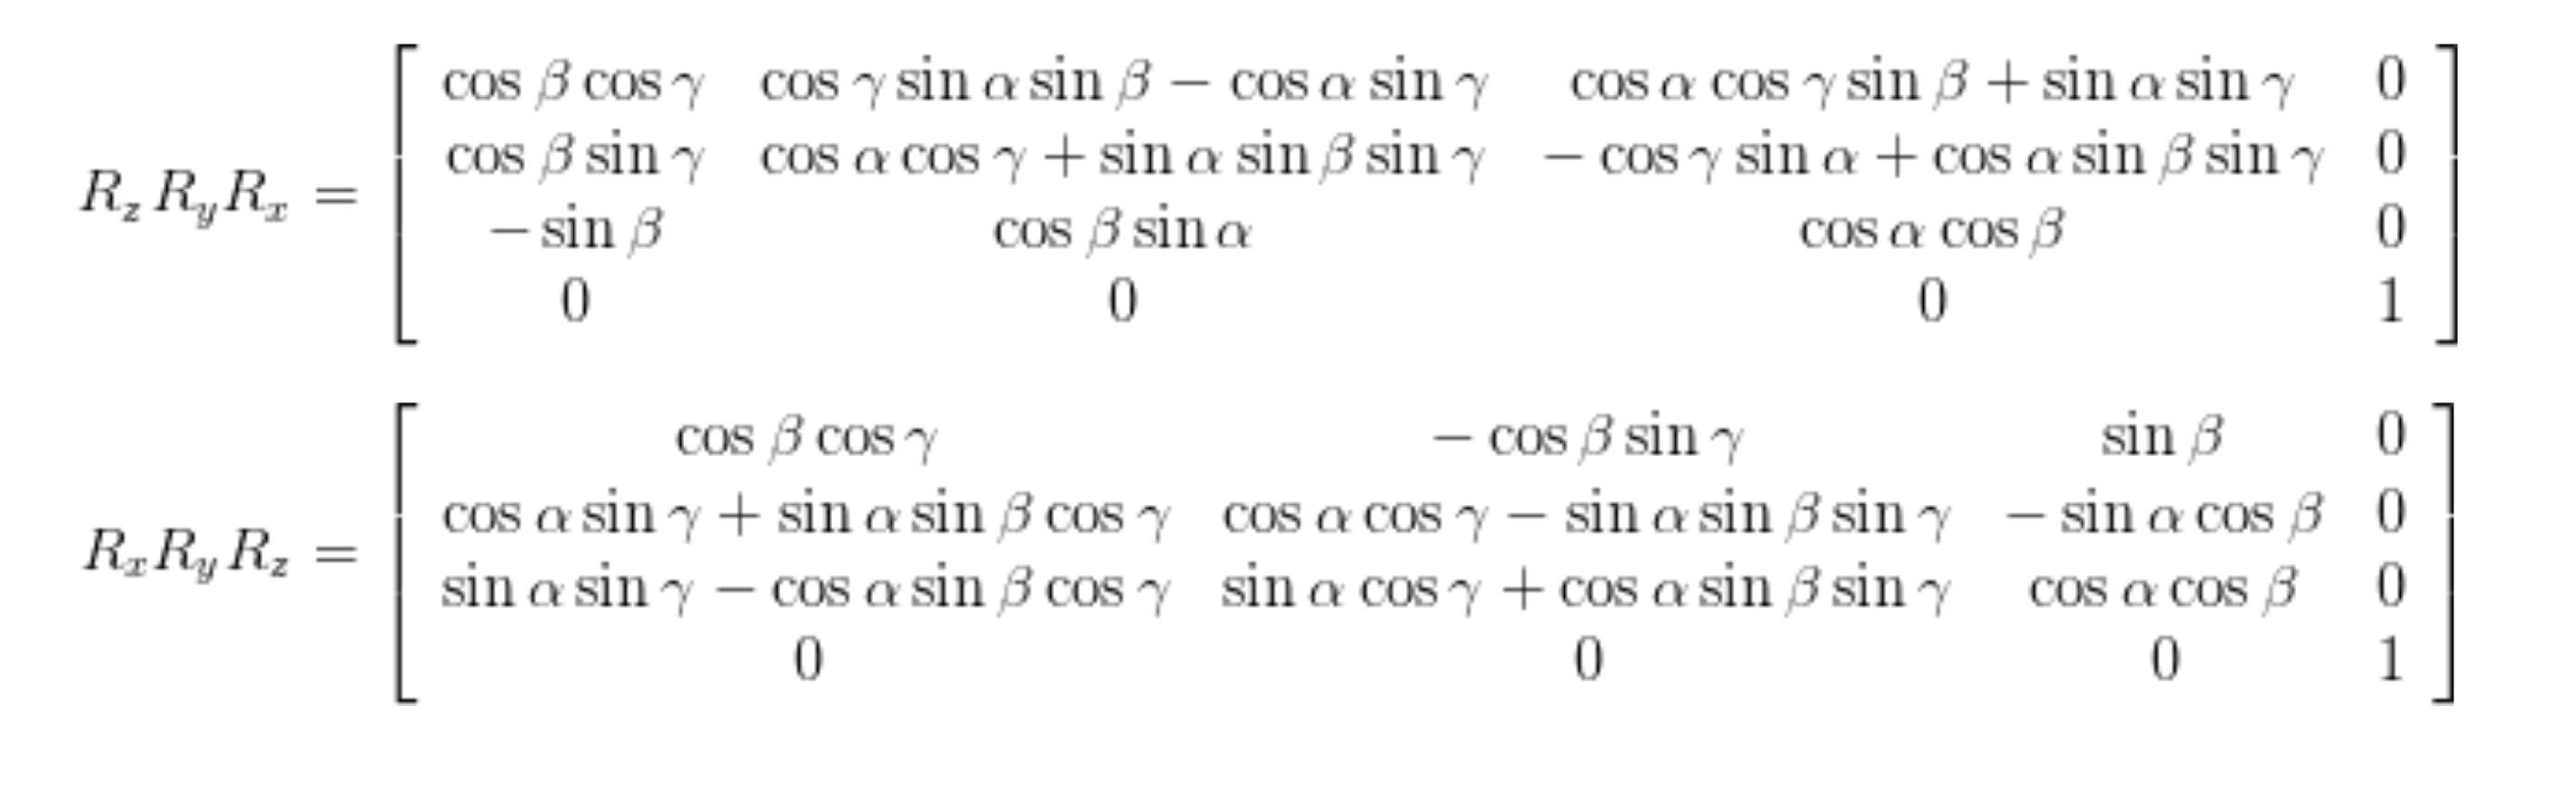 cos β cos γ cos γ sin α sin β − cos α sin γ cos α cos γ sin β + sin α sin γ 0
cos β sin γ cos α cos γ + sin α sin β sin γ − cos γ sin α + cos α sin β sin γ 0
R_z R_y R_x =
− sin β cos β sin α cos α cos β 0
0 0 0 1
cos β cos γ − cos β sin γ sin β 0
cos α sin γ + sin α sin β cos γ cos α cos γ − sin α sin β sin γ − sin α cos β 0
R_x R_y R_z =
sin α sin γ − cos α sin β cos γ sin α cos γ + cos α sin β sin γ cos α cos β 0
0 0 0 1